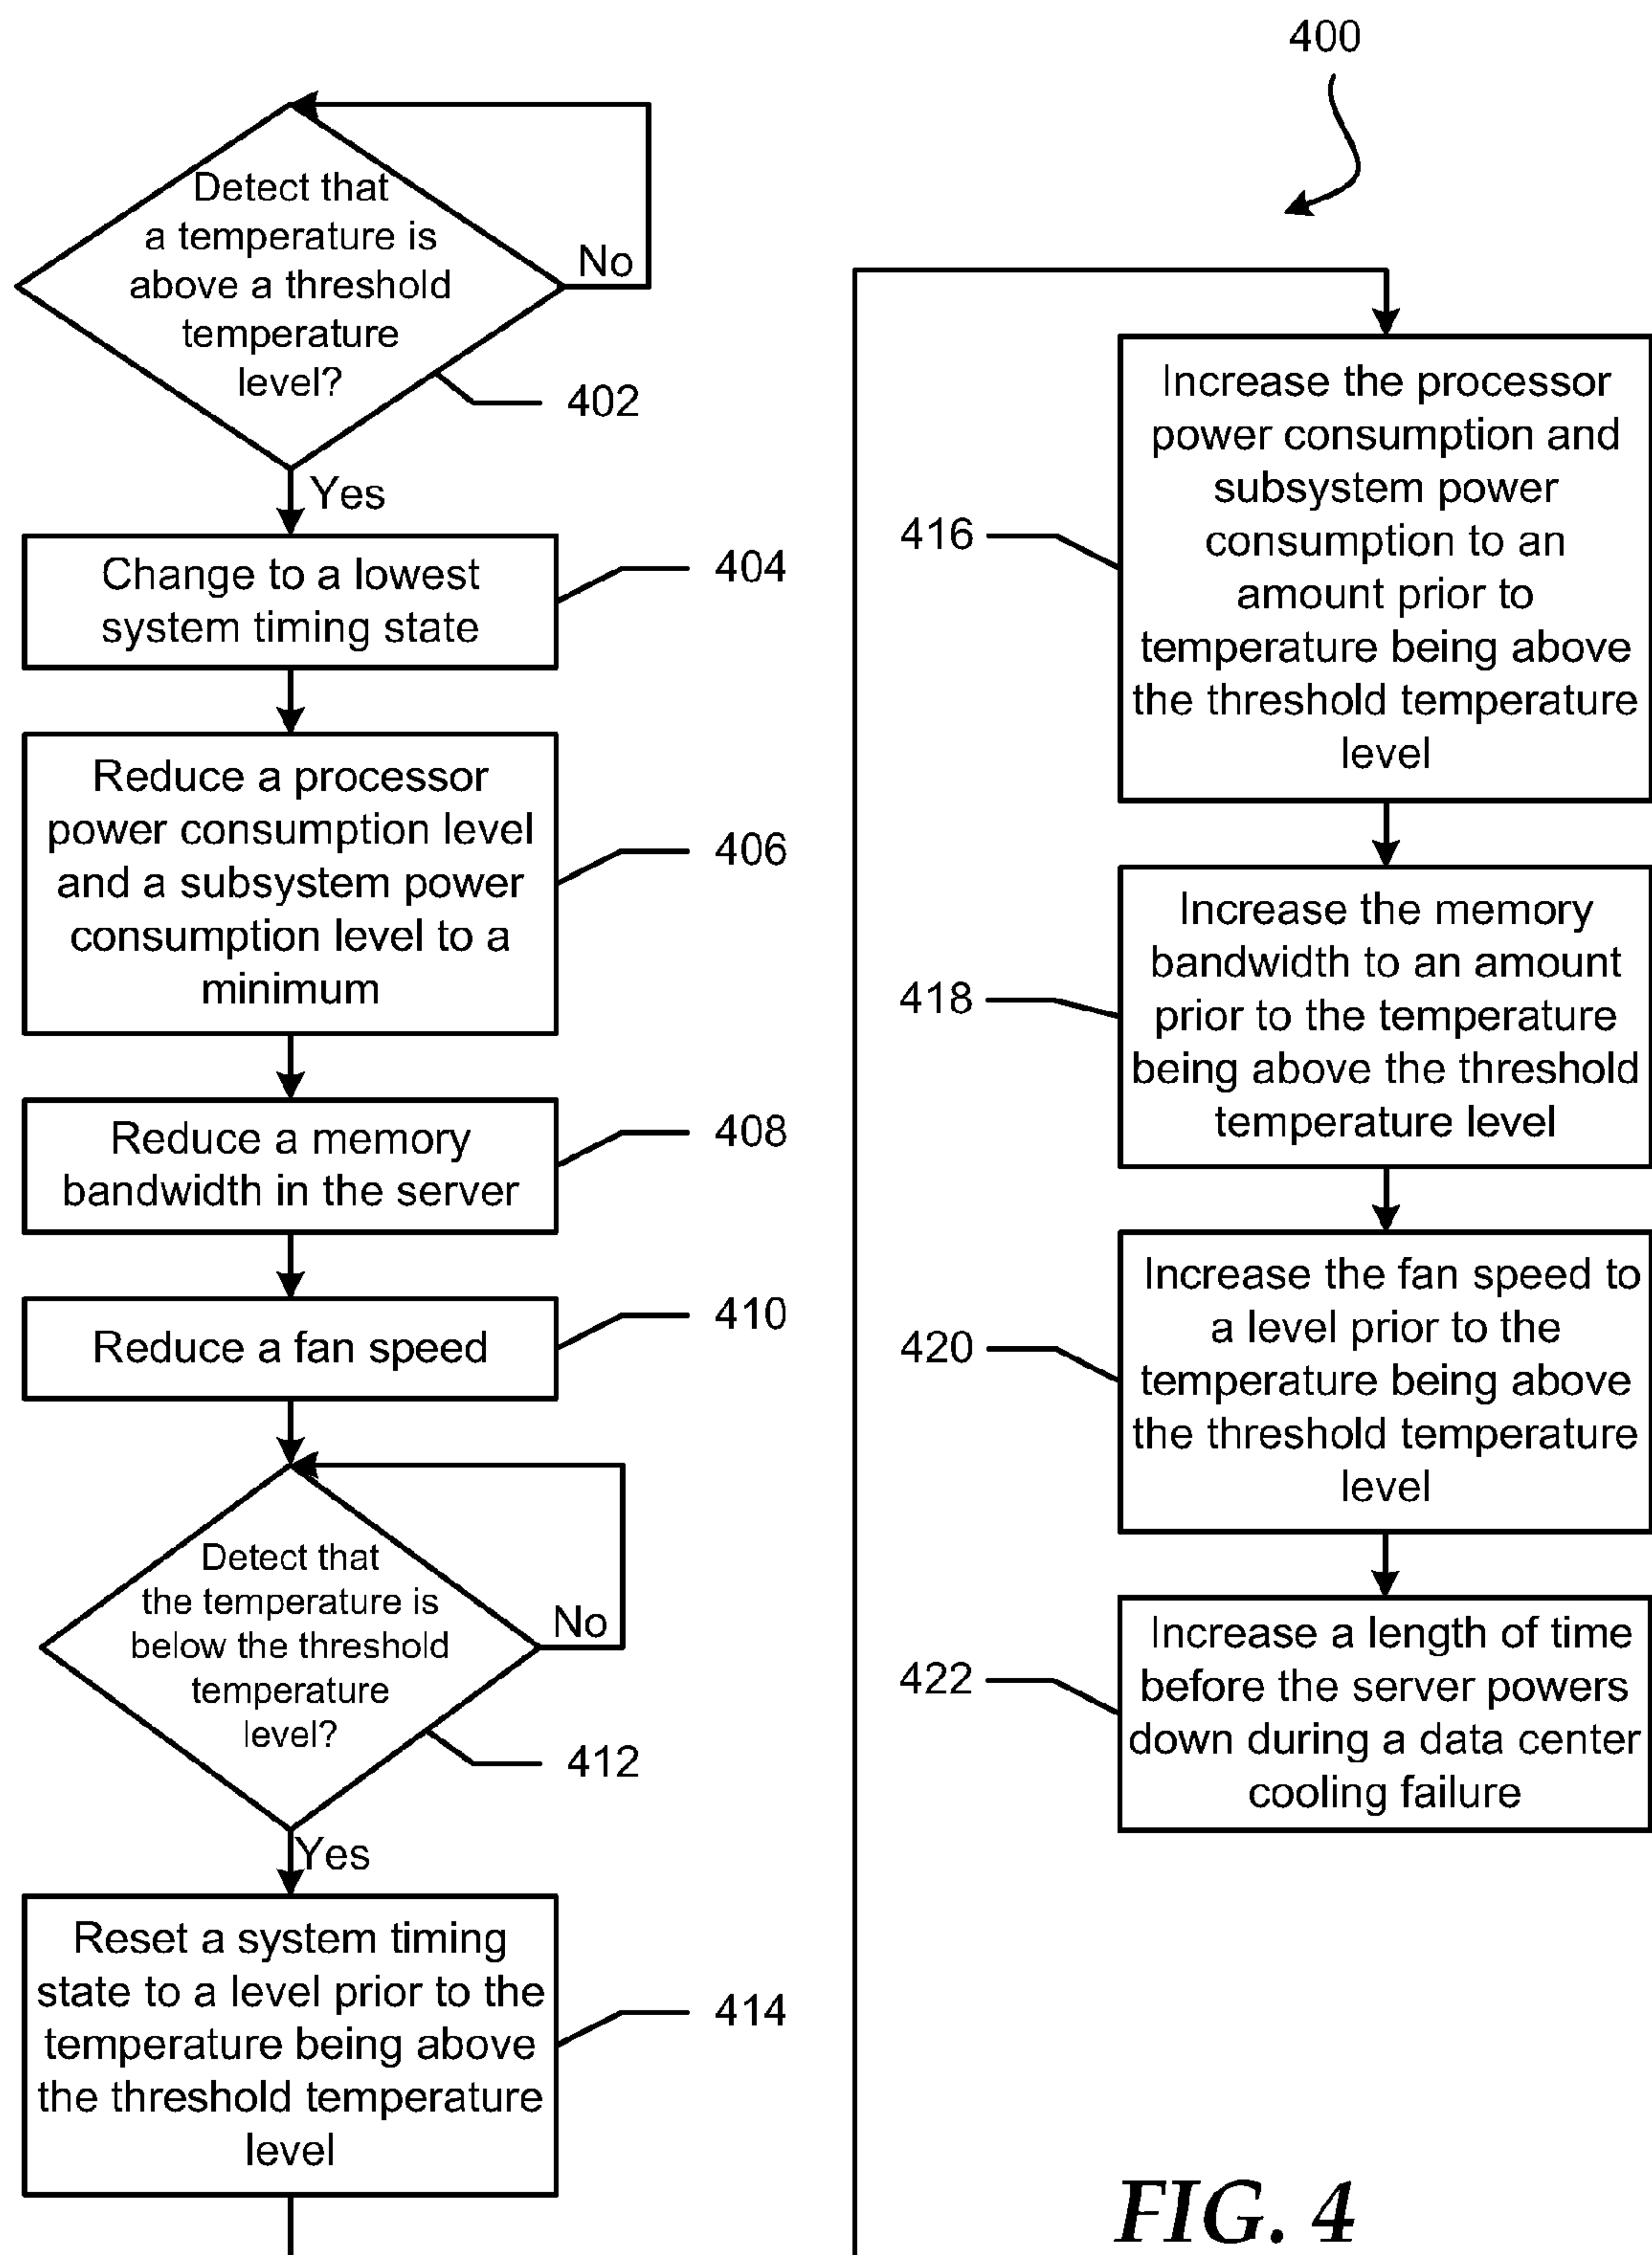 400
Detect that
a temperature is
above a threshold
temperature
level?
No
402
Yes
Change to a lowest
system timing state
404
Reduce a processor
power consumption level
and a subsystem power
consumption level to a
minimum
406
Reduce a memory
bandwidth in the server
408
Reduce a fan speed
410
Detect that
the temperature is
below the threshold
temperature
level?
No
412
Yes
Reset a system timing
state to a level prior to the
temperature being above
the threshold temperature
level
414
Increase the processor
power consumption and
subsystem power
consumption to an
amount prior to
temperature being above
the threshold temperature
level
416
Increase the memory
bandwidth to an amount
prior to the temperature
being above the threshold
temperature level
418
Increase the fan speed to
a level prior to the
temperature being above
the threshold temperature
level
420
Increase a length of time
before the server powers
down during a data center
cooling failure
422
FIG. 4